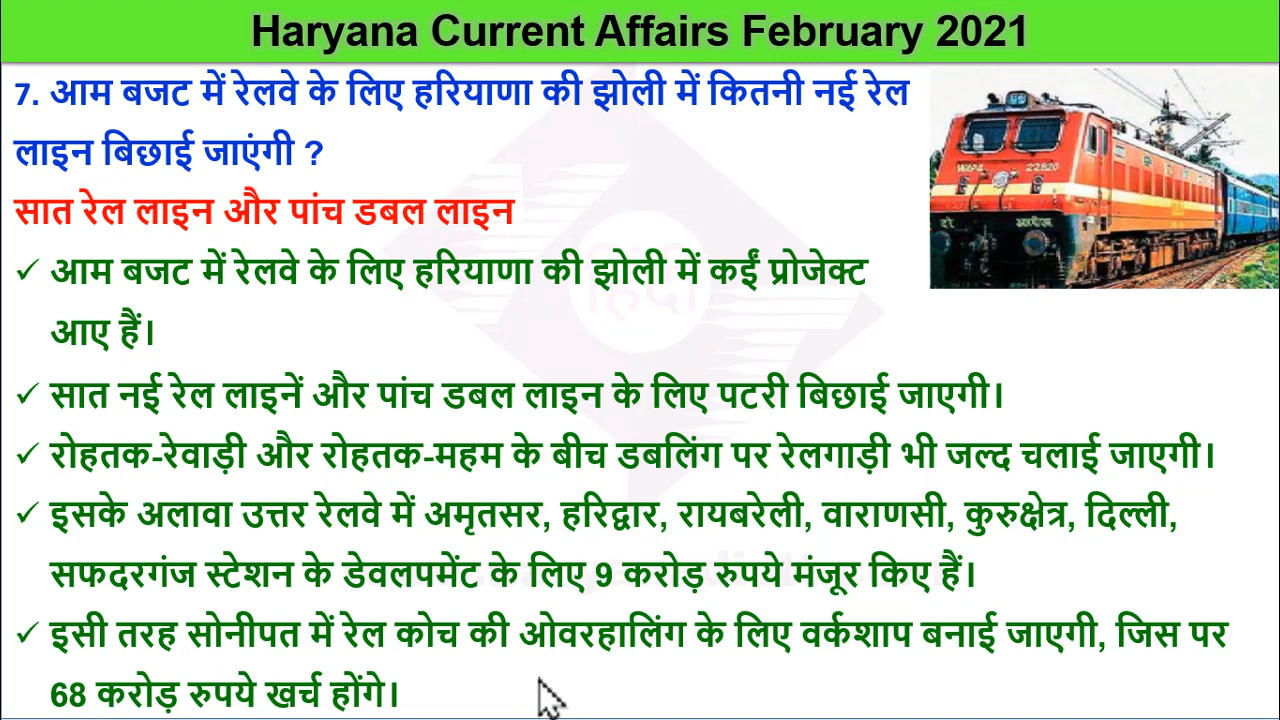 Haryana Current Affairs February 2021
7. आम बजट में रेलवे के लिए हरियाणा की झोली में कितनी नई रेल
लाइन बिछाई जाएंगी ?
सात रेल लाइन और पांच डबल लाइन
✓ आम बजट में रेलवे के लिए हरियाणा की झोली में कईं प्रोजेक्ट
आए हैं।
✓ सात नई रेल लाइनें और पांच डबल लाइन के लिए पटरी बिछाई जाएगी।
✓ रोहतक-रेवाड़ी और रोहतक-महम के बीच डबलिंग पर रेलगाड़ी भी जल्द चलाई जाएगी।
✓ इसके अलावा उत्तर रेलवे में अमृतसर, हरिद्वार, रायबरेली, वाराणसी, कुरुक्षेत्र, दिल्ली,
सफदरगंज स्टेशन के डेवलपमेंट के लिए 9 करोड़ रुपये मंजूर किए हैं।
✓ इसी तरह सोनीपत में रेल कोच की ओवरहालिंग के लिए वर्कशाप बनाई जाएगी, जिस पर
68 करोड़ रुपये खर्च होंगे।
हिंदी
22620